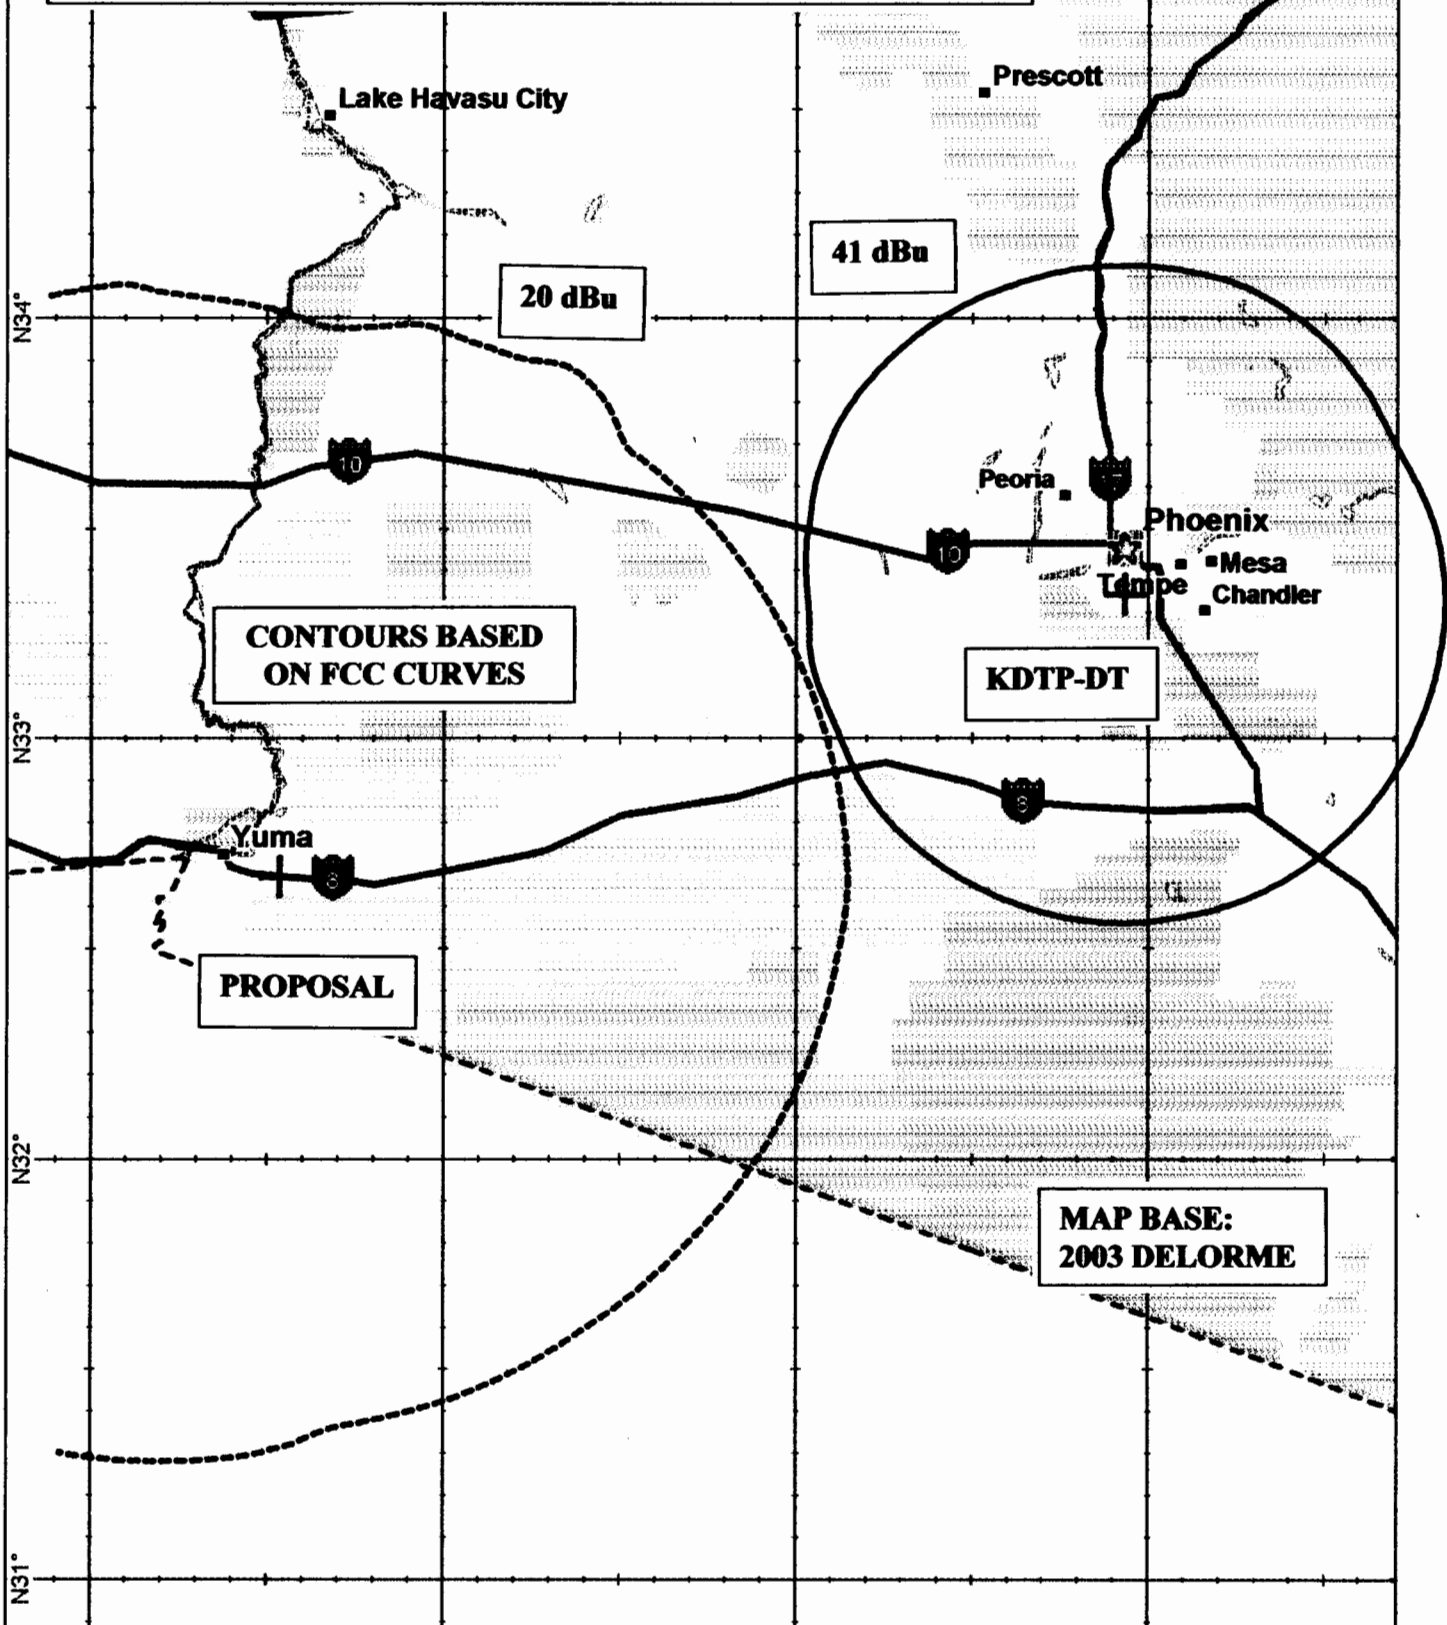 Prescott
Lake Havasu City
41 dBu
20 dBu
N34°
10
Peoria
Phoenix
10
Mesa
Tempe
Chandler
CONTOURS BASED
ON FCC CURVES
KDTP-DT
N33°
8
Yuma
8
PROPOSAL
N32°
MAP BASE:
2003 DELORME
N31°